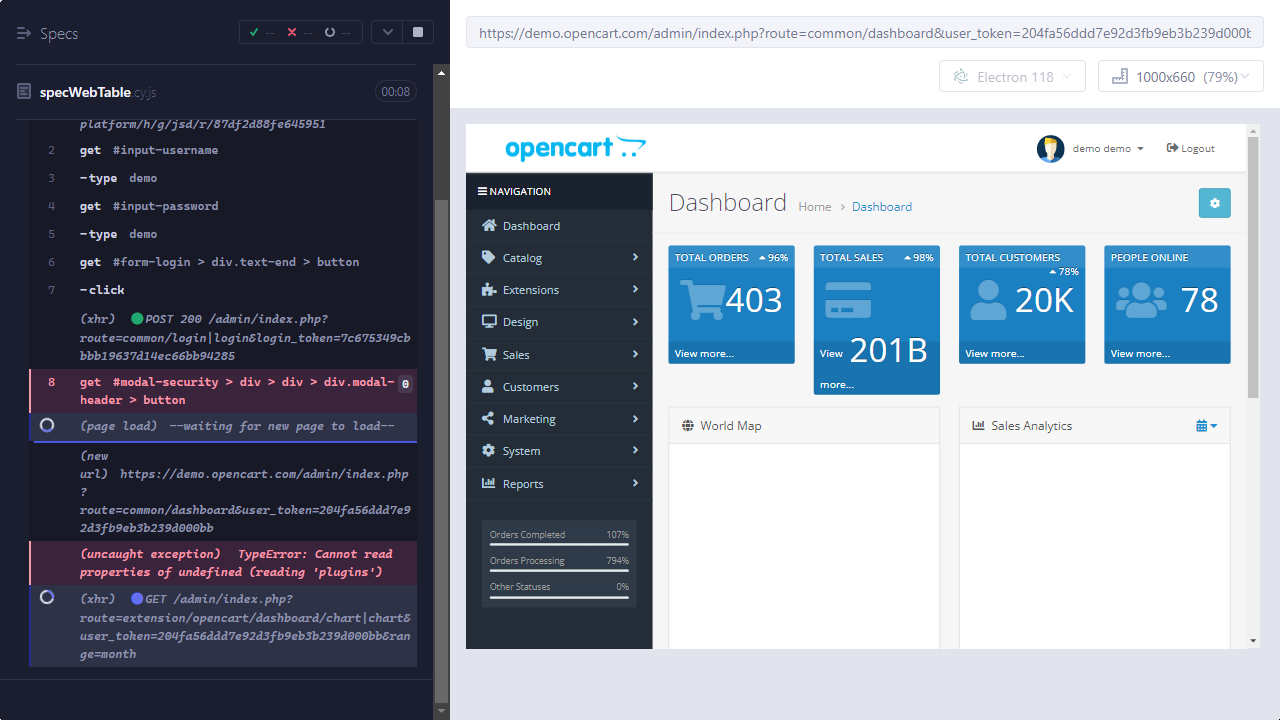 Specs
-- -- --
specWebTable.cy.js
00:08
platform/h/g/jsd/r/87df2d88fe645951
2 get #input-username
3 -type demo
4 get #input-password
5 -type demo
6 get #form-login > div.text-end > button
7 -click
(xhr) POST 200 /admin/index.php?
route=common/login|login&login_token=7c675349cb
bbb19637d14ec66bb94285
8 get #modal-security > div > div > div.modal- 0
header > button
(page load) --waiting for new page to load--
(new
url) https://demo.opencart.com/admin/index.php
?
route=common/dashboard&user_token=204fa56ddd7e9
2d3fb9eb3b239d000bb
(uncaught exception) TypeError: Cannot read
properties of undefined (reading 'plugins')
(xhr) GET /admin/index.php?
route=extension/opencart/dashboard/chart|chart&
user_token=204fa56ddd7e92d3fb9eb3b239d000bb&ran
ge=month
https://demo.opencart.com/admin/index.php?route=common/dashboard&user_token=204fa56ddd7e92d3fb9eb3b239d000b
Electron 118
1000x660 (79%)
opencart
demo demo
Logout
NAVIGATION
Dashboard
Catalog
Extensions
Design
Sales
Customers
Marketing
System
Reports
Orders Completed 107%
Orders Processing 794%
Other Statuses 0%
Dashboard
Home > Dashboard
TOTAL ORDERS 96%
403
View more...
TOTAL SALES 98%
201B
View
more...
TOTAL CUSTOMERS
78%
20K
View more...
PEOPLE ONLINE
78
View more...
World Map
Sales Analytics